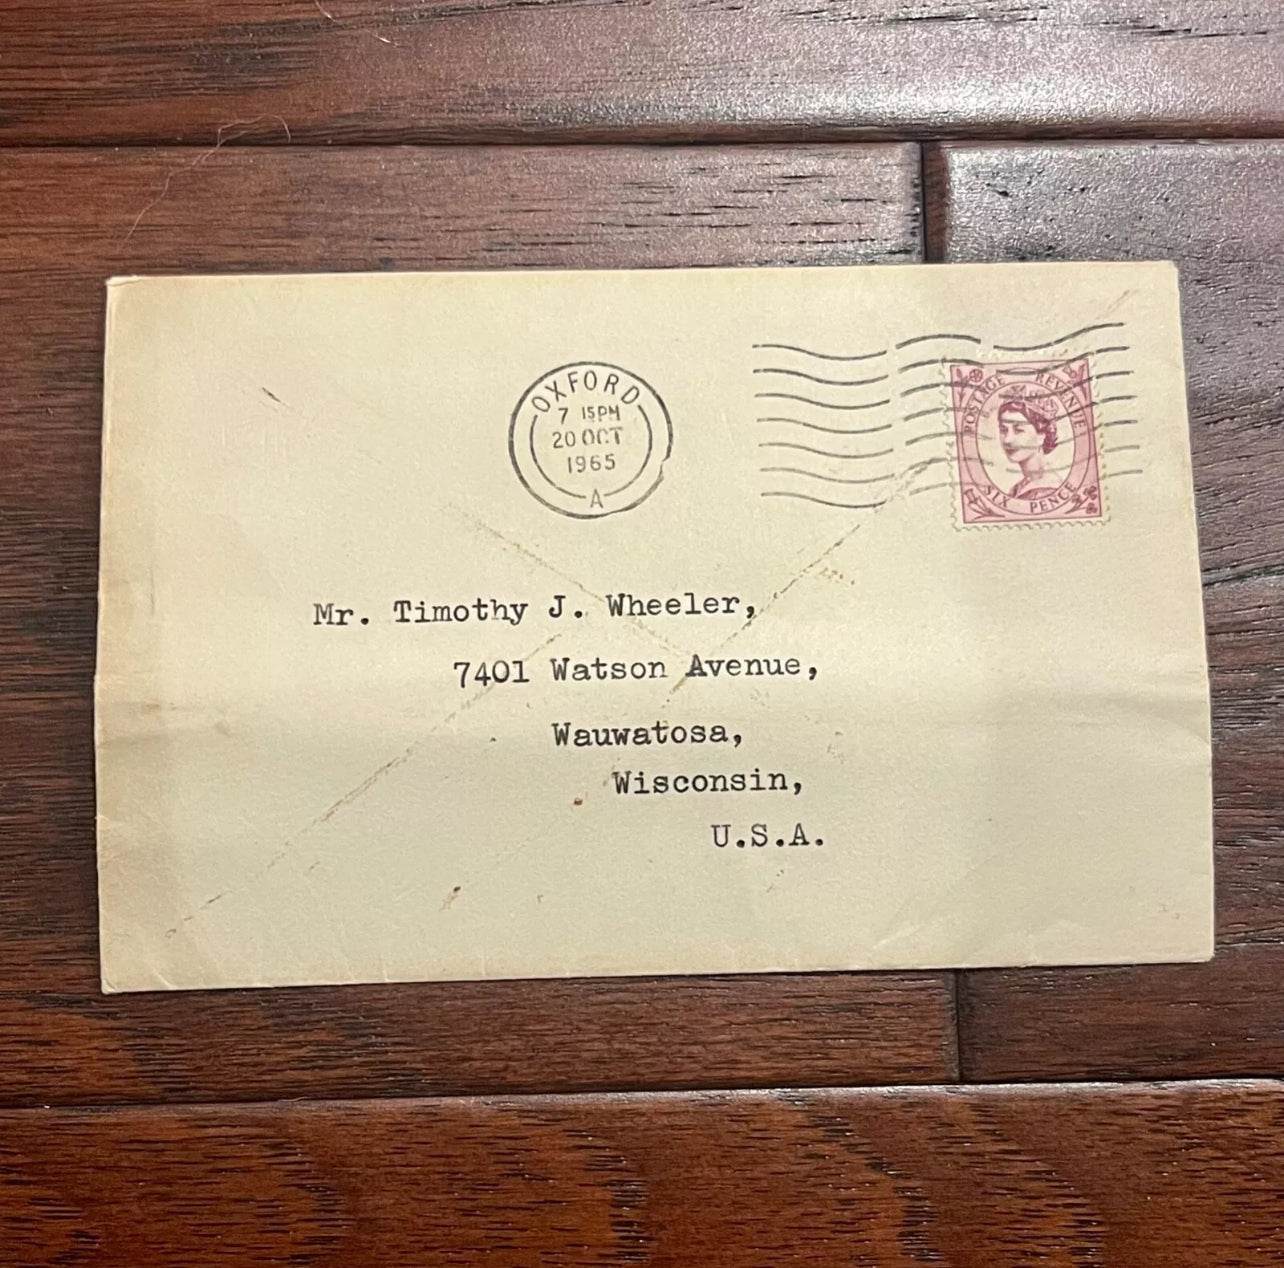 OXFORD
7 15PM
20 OCT
1965
A
POSTAGE REVENUE
SIX PENCE
Mr. Timothy J. Wheeler,
7401 Watson Avenue,
Wauwatosa,
Wisconsin,
U.S.A.